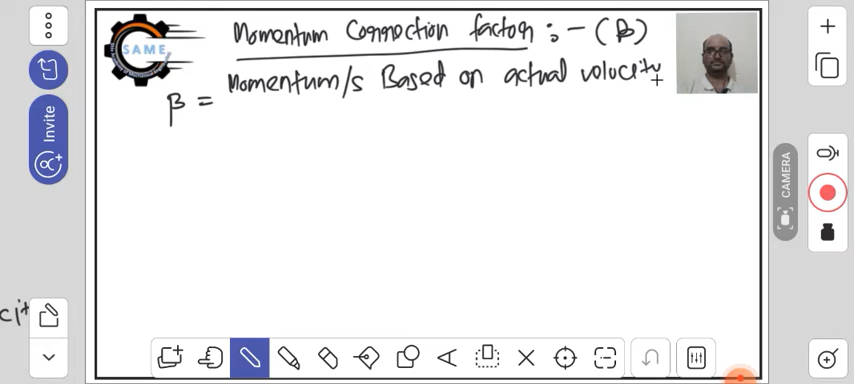 Momentum Correction factor :- (β)
SAME
Momentum/s Based on actual velocity
β =
Invite
CAMERA